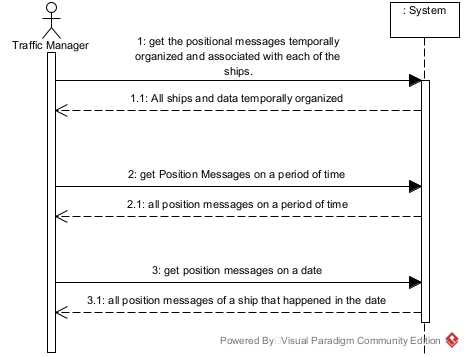 : System
Traffic Manager
1: get the positional messages temporally
organized and associated with each of the
ships.
1.1: All ships and data temporally organized
2: get Position Messages on a period of time
2.1: all position messages on a period of time
3: get position messages on a date
3.1: all position messages of a ship that happened in the date
Powered By Visual Paradigm Community Edition